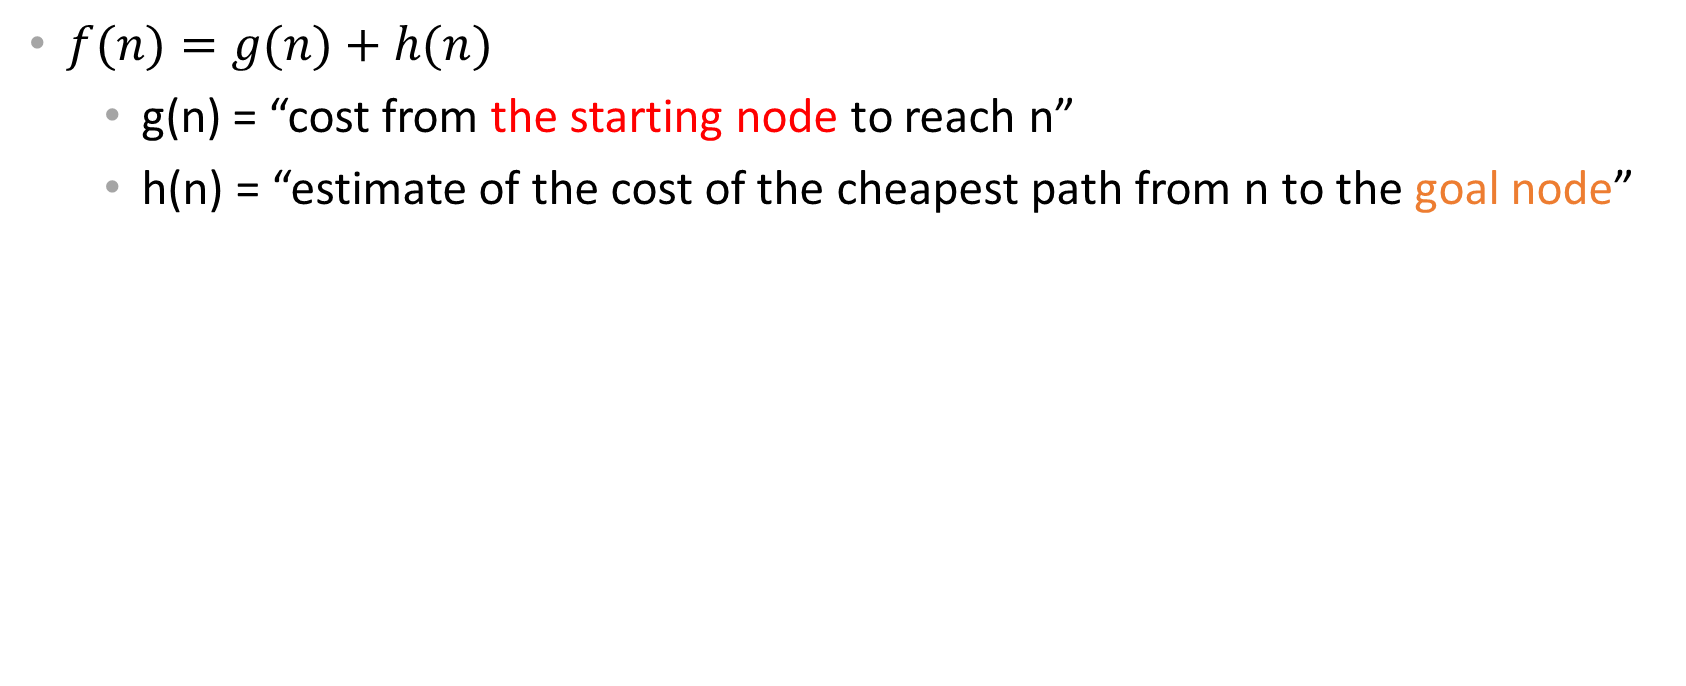 • f(n) = g(n) + h(n)
• g(n) = “cost from the starting node to reach n”
• h(n) = “estimate of the cost of the cheapest path from n to the goal node”